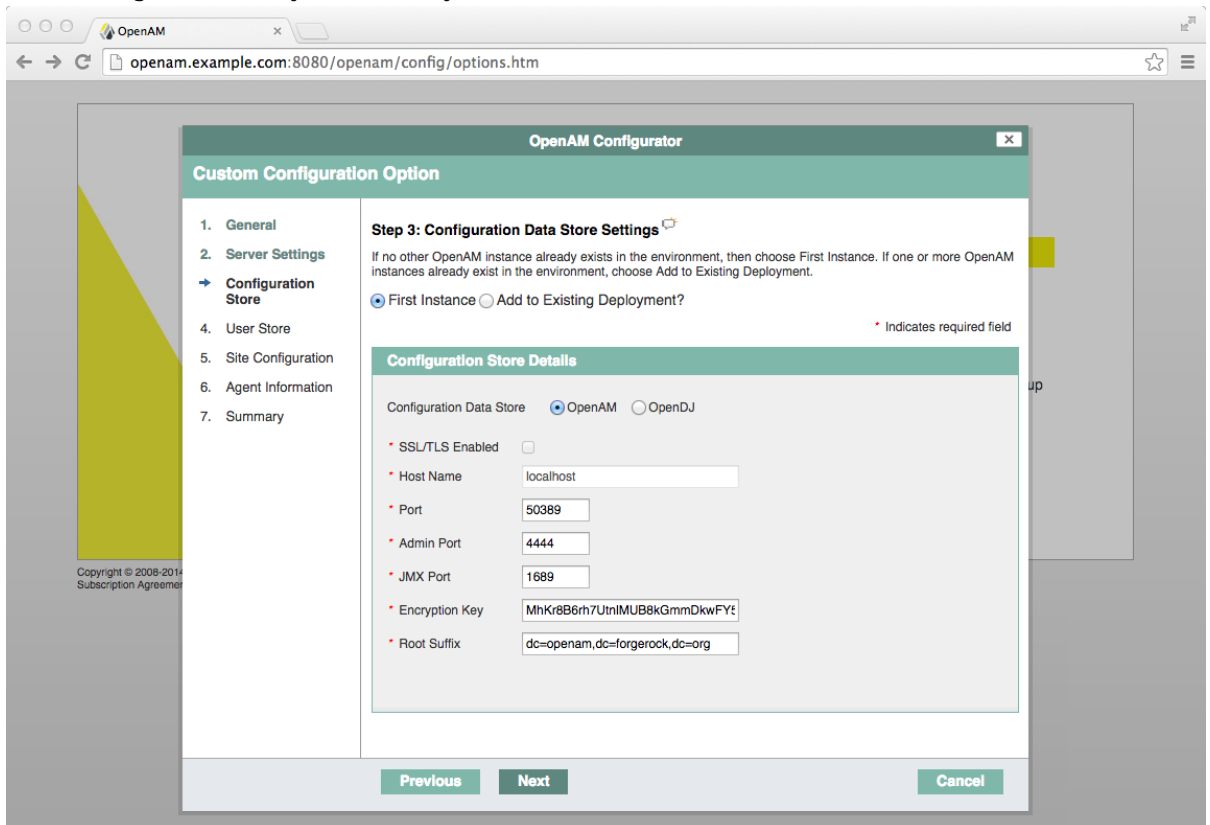 OpenAM
openam.example.com:8080/openam/config/options.htm
OpenAM Configurator
Custom Configuration Option
1. General
2. Server Settings
Configuration
Store
4. User Store
5. Site Configuration
6. Agent Information
7. Summary
Step 3: Configuration Data Store Settings
If no other OpenAM instance already exists in the environment, then choose First Instance. If one or more OpenAM
instances already exist in the environment, choose Add to Existing Deployment.
First Instance Add to Existing Deployment?
* Indicates required field
Configuration Store Details
Configuration Data Store OpenAM OpenDJ
* SSL/TLS Enabled
* Host Name localhost
* Port 50389
* Admin Port 4444
* JMX Port 1689
* Encryption Key
* Root Suffix dc=openam,dc=forgerock,dc=org
up
Copyright © 2008-2014
Subscription
Previous Next Cancel